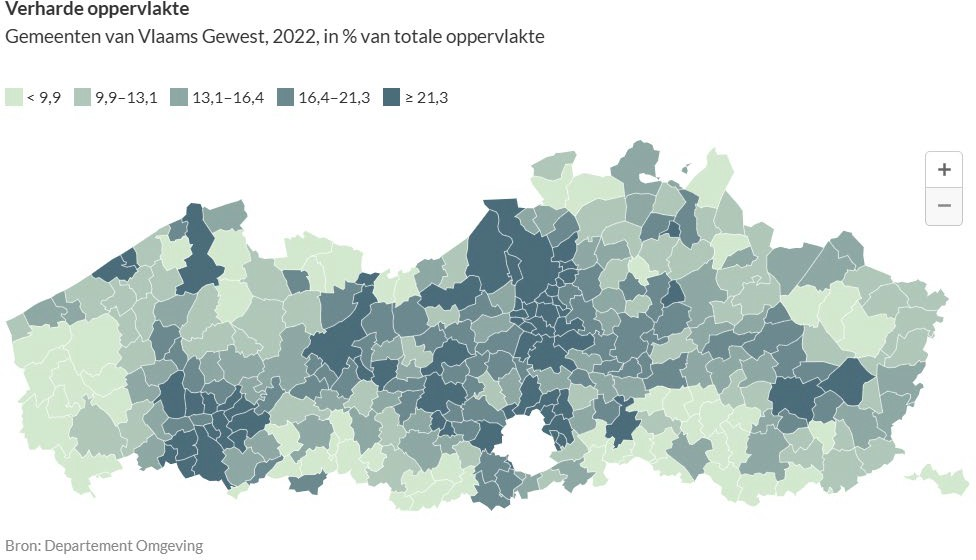 Verharde oppervlakte
Gemeenten van Vlaams Gewest, 2022, in % van totale oppervlakte
< 9,9 9,9–13,1 13,1–16,4 16,4–21,3 ≥ 21,3
+
−
Bron: Departement Omgeving